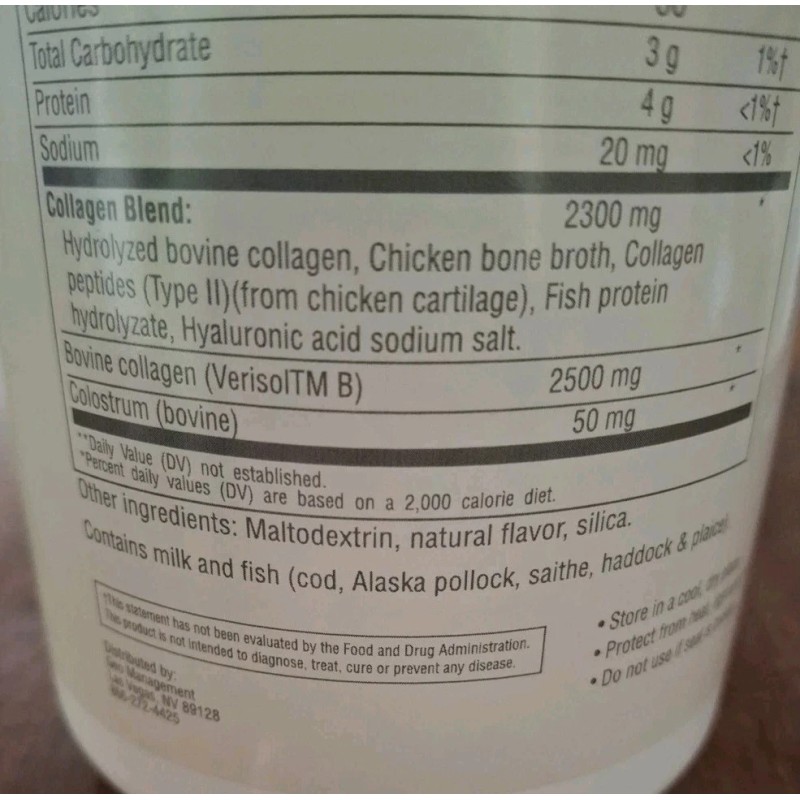 Calories
Total Carbohydrate 3 g 1%†
Protein 4 g <1%†
Sodium 20 mg <1%
Collagen Blend: 2300 mg *
Hydrolyzed bovine collagen, Chicken bone broth, Collagen
peptides (Type II)(from chicken cartilage), Fish protein
hydrolyzate, Hyaluronic acid sodium salt.
Bovine collagen (VerisolTM B) 2500 mg *
Colostrum (bovine) 50 mg *
**Daily Value (DV) not established.
*Percent daily values (DV) are based on a 2,000 calorie diet.
Other ingredients: Maltodextrin, natural flavor, silica.
Contains milk and fish (cod, Alaska pollock, saithe, haddock & plaice).
†This statement has not been evaluated by the Food and Drug Administration.
This product is not intended to diagnose, treat, cure or prevent any disease.
• Store in a cool, dry
• Protect from heat,
• Do not use if
Distributed by:
Geo Management
Las Vegas, NV 89128